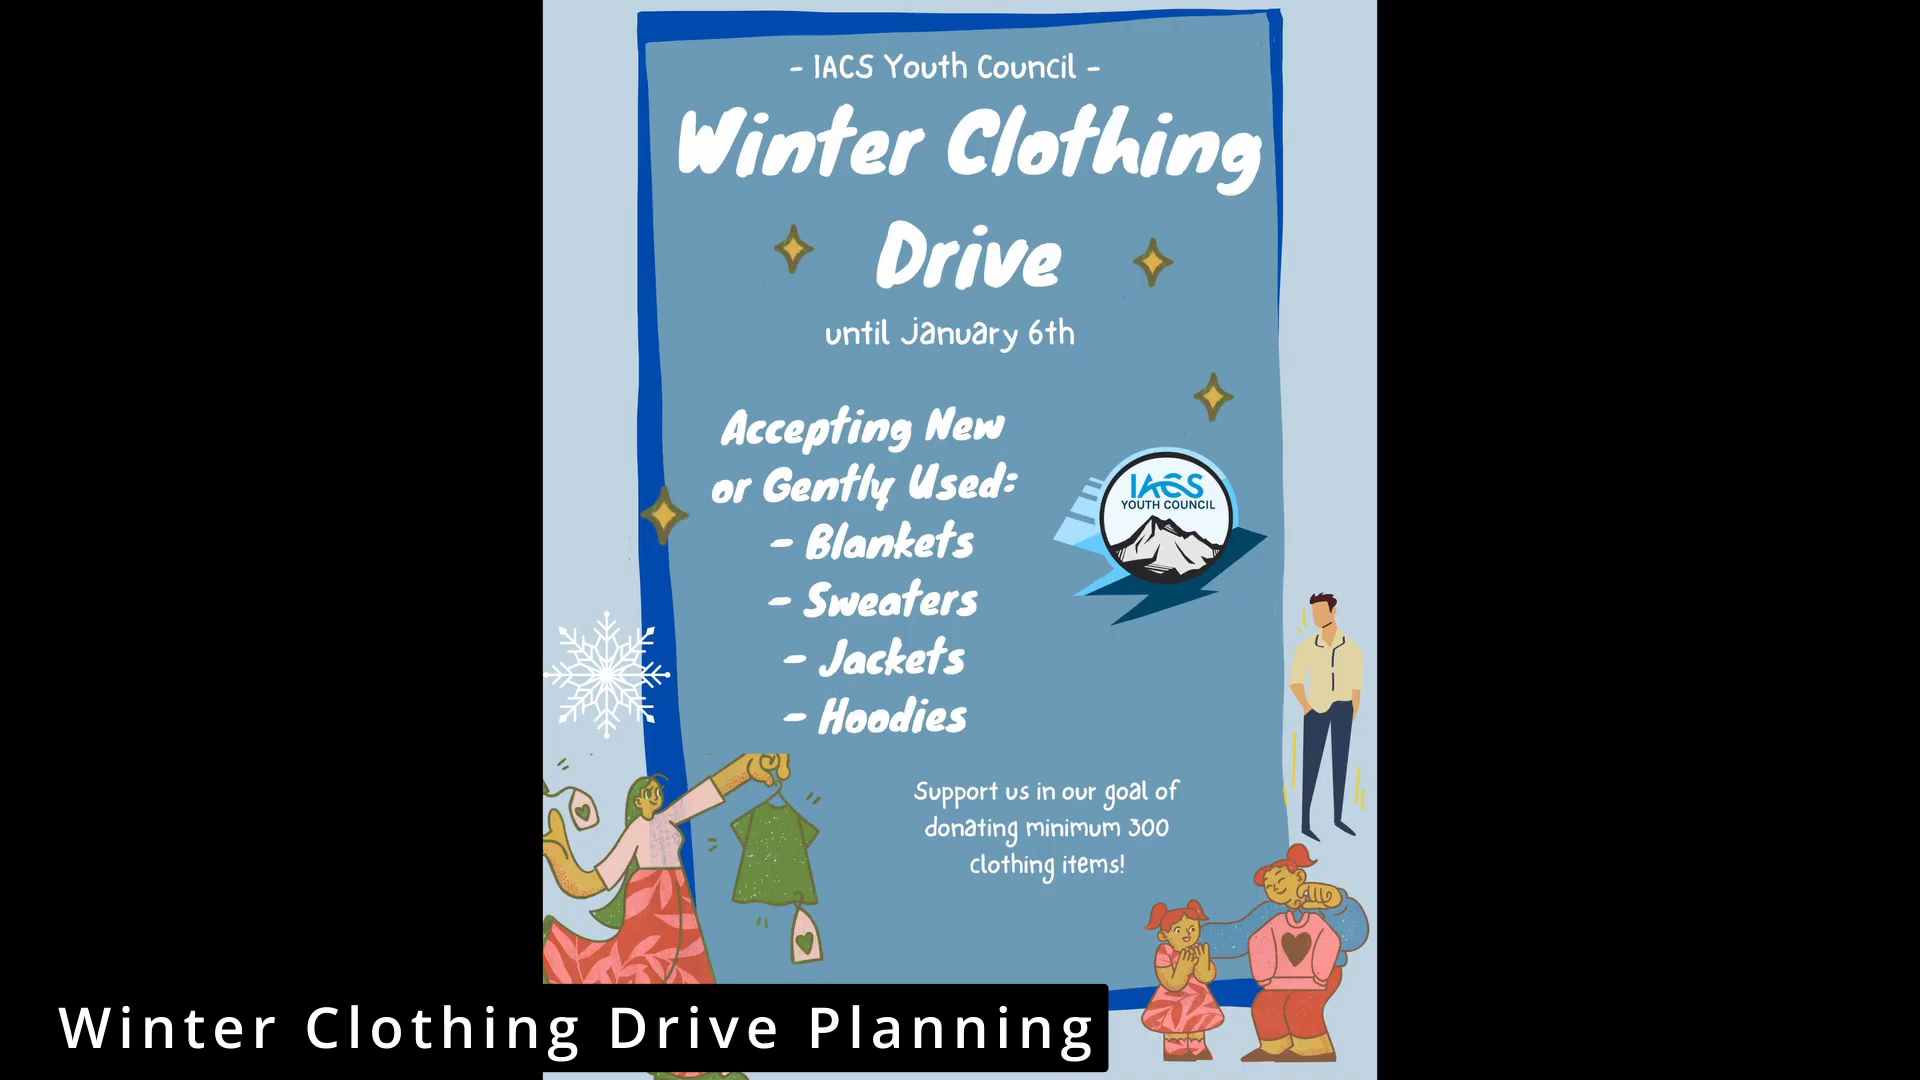 - IACS Youth Council -
Winter Clothing
Drive
until January 6th
Accepting New
or Gently Used:
- Blankets
- Sweaters
- Jackets
- Hoodies
IACS
YOUTH COUNCIL
Support us in our goal of
donating minimum 300
clothing items!
Winter Clothing Drive Planning